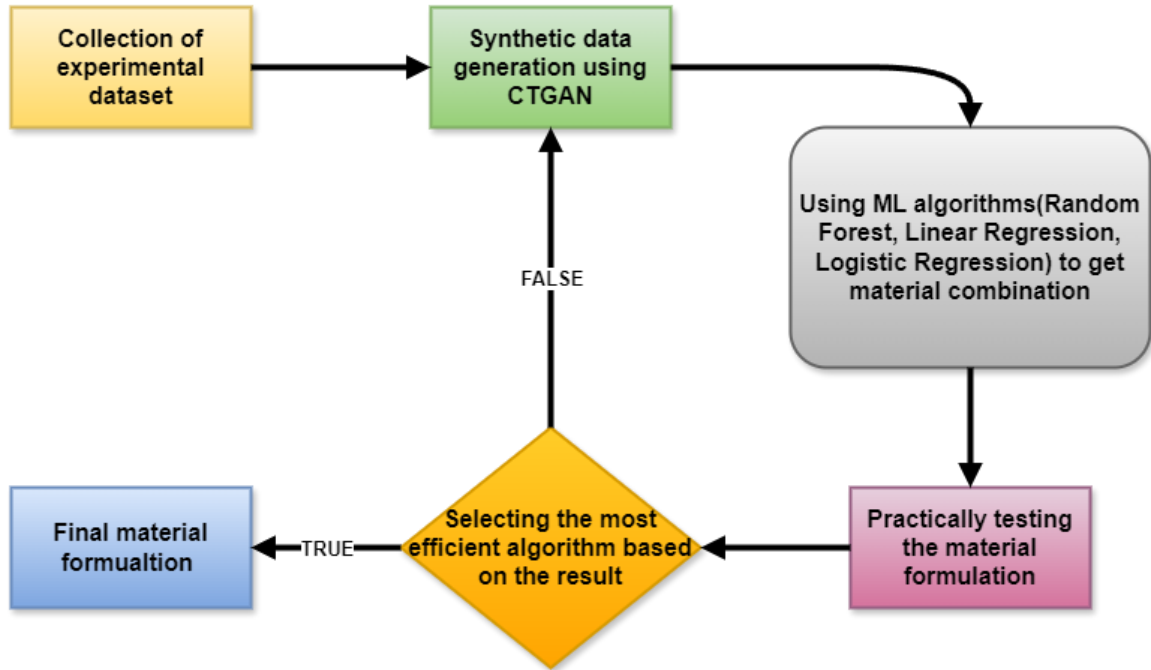 Collection of
experimental
dataset
Synthetic data
generation using
CTGAN
Using ML algorithms(Random
Forest, Linear Regression,
Logistic Regression) to get
material combination
FALSE
Final material
formualtion
TRUE
Selecting the most
efficient algorithm based
on the result
Practically testing
the material
formulation